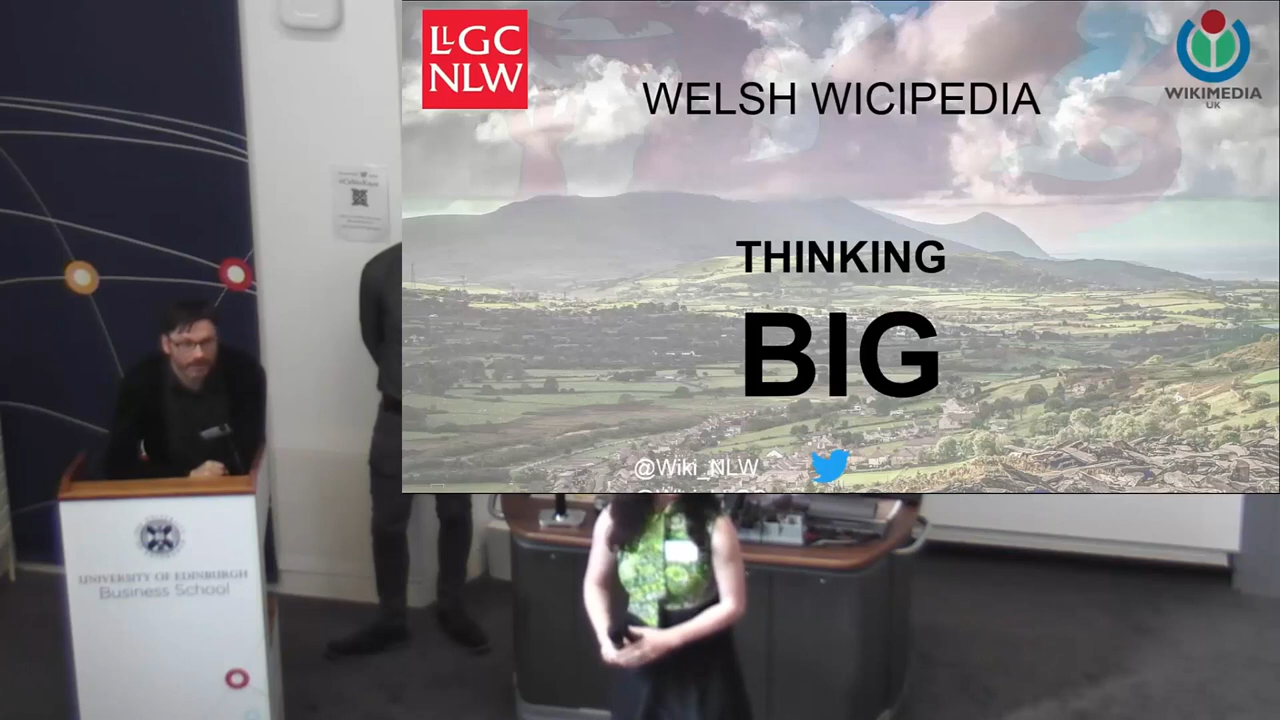 LLGC
NLW
WELSH WICIPEDIA
WIKIMEDIA
UK
THINKING
BIG
@Wiki_NLW
UNIVERSITY OF EDINBURGH
Business School